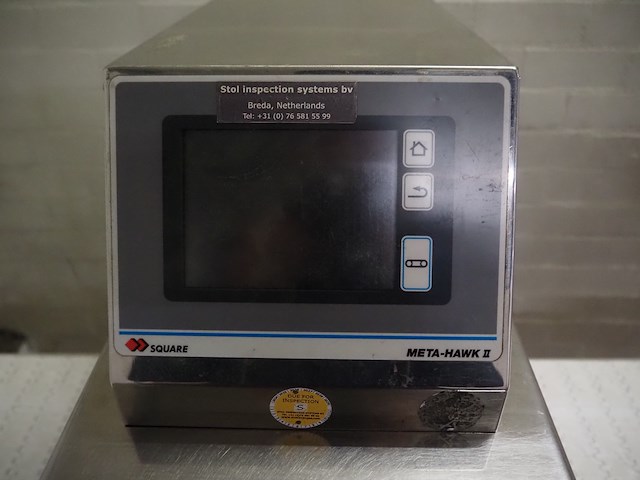 Stol inspection systems bv
Breda, Netherlands
Tel: +31 (0) 76 581 55 99
SQUARE
META-HAWK II
DUE FOR
INSPECTION
S